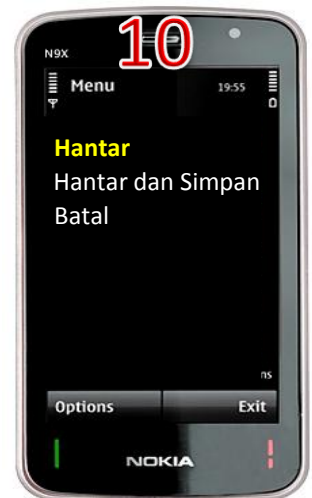 10
N9X
Menu
19:55
Hantar
Hantar dan Simpan
Batal
ns
Options
Exit
NOKIA